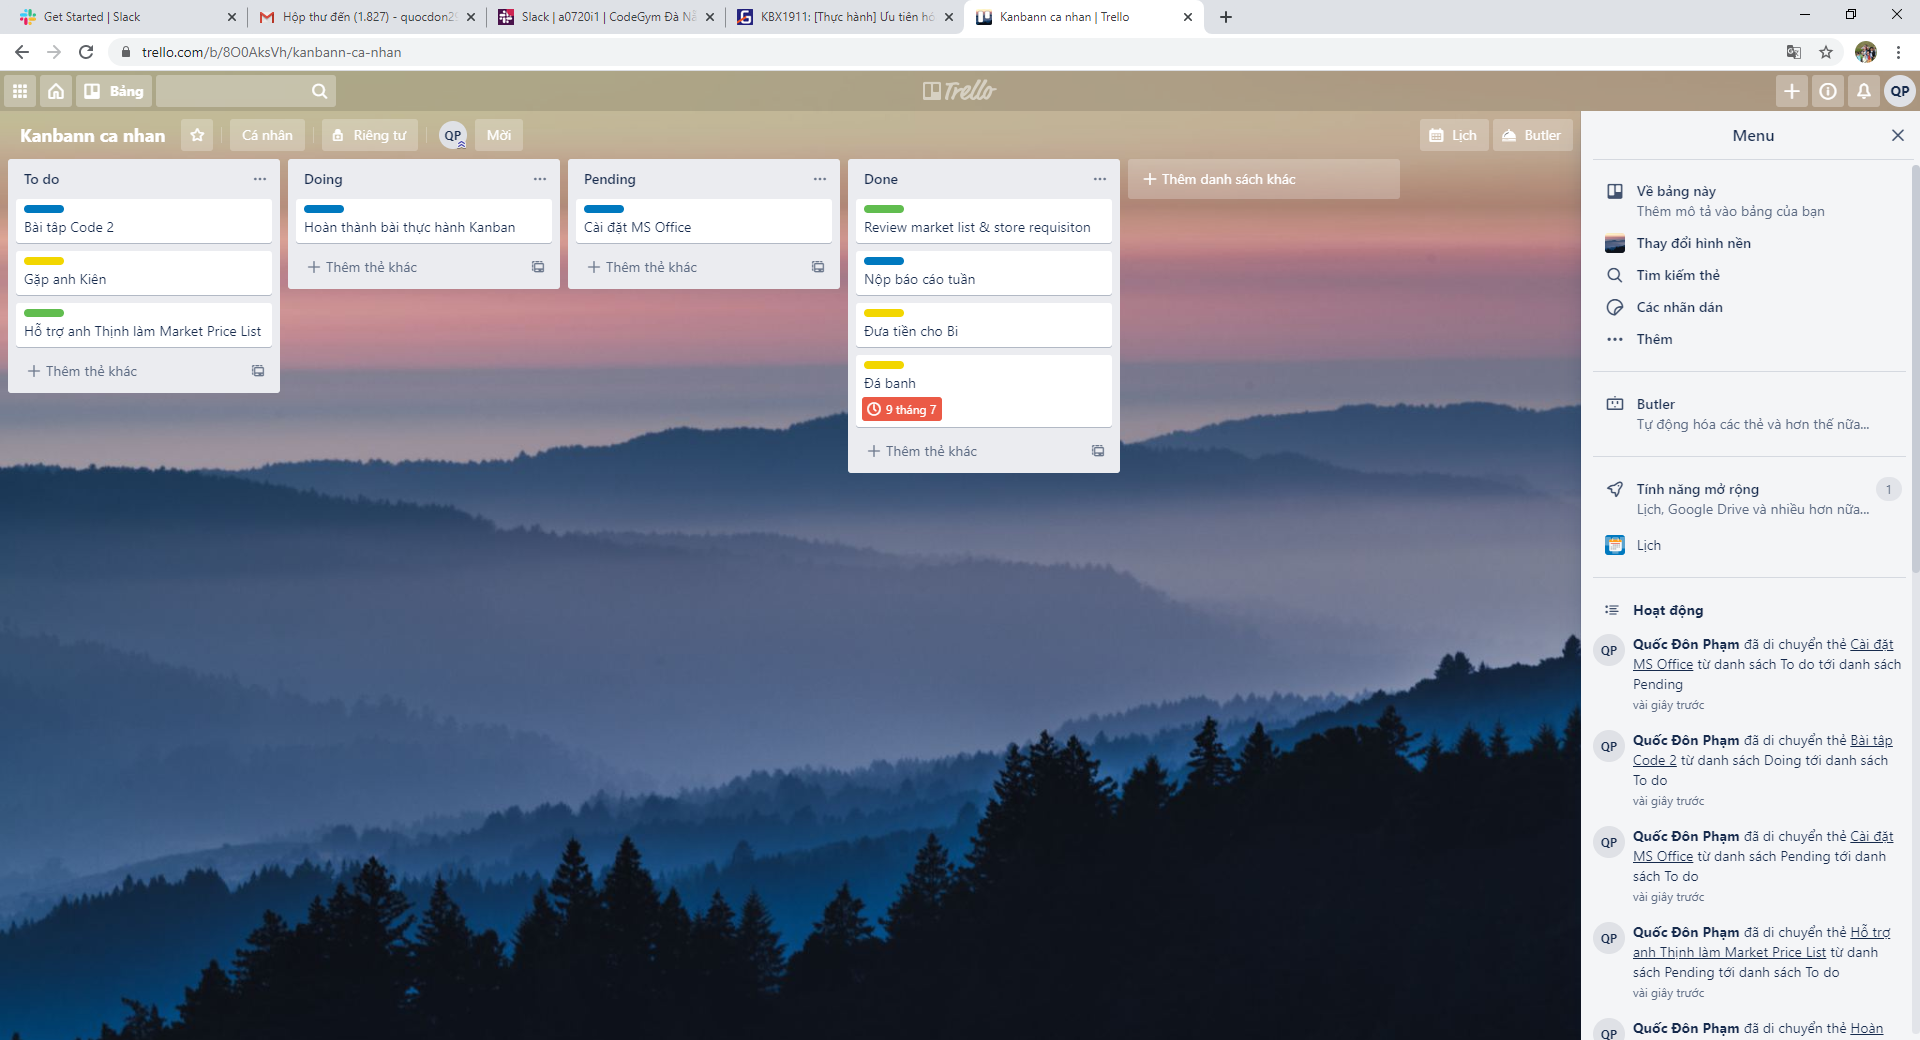 Get Started | Slack
Hộp thư đến (1.827) - quocdon29
Slack | a0720i1 | CodeGym Đà Nẵ
KBX1911: [Thực hành] Ưu tiên hó
Kanbann ca nhan | Trello
trello.com/b/8O0AksVh/kanbann-ca-nhan
Bảng
Trello
QP
Kanbann ca nhan
Cá nhân
Riêng tư
QP
Mời
Lịch
Butler
To do
Bài tâp Code 2
Gặp anh Kiên
Hỗ trợ anh Thịnh làm Market Price List
Thêm thẻ khác
Doing
Hoàn thành bài thực hành Kanban
Thêm thẻ khác
Pending
Cài đặt MS Office
Thêm thẻ khác
Done
Review market list & store requisiton
Nộp báo cáo tuần
Đưa tiền cho Bi
Đá banh
9 tháng 7
Thêm thẻ khác
Thêm danh sách khác
Menu
Về bảng này
Thêm mô tả vào bảng của bạn
Thay đổi hình nền
Tìm kiếm thẻ
Các nhãn dán
Thêm
Butler
Tự động hóa các thẻ và hơn thế nữa...
Tính năng mở rộng
1
Lịch, Google Drive và nhiều hơn nữa...
Lịch
Hoạt động
QP
Quốc Đôn Phạm đã di chuyển thẻ Cài đặt
MS Office từ danh sách To do tới danh sách
Pending
vài giây trước
QP
Quốc Đôn Phạm đã di chuyển thẻ Bài tâp
Code 2 từ danh sách Doing tới danh sách
To do
vài giây trước
QP
Quốc Đôn Phạm đã di chuyển thẻ Cài đặt
MS Office từ danh sách Pending tới danh
sách To do
vài giây trước
QP
Quốc Đôn Phạm đã di chuyển thẻ Hỗ trợ
anh Thịnh làm Market Price List từ danh
sách Pending tới danh sách To do
vài giây trước
QP
Quốc Đôn Phạm đã di chuyển thẻ Hoàn